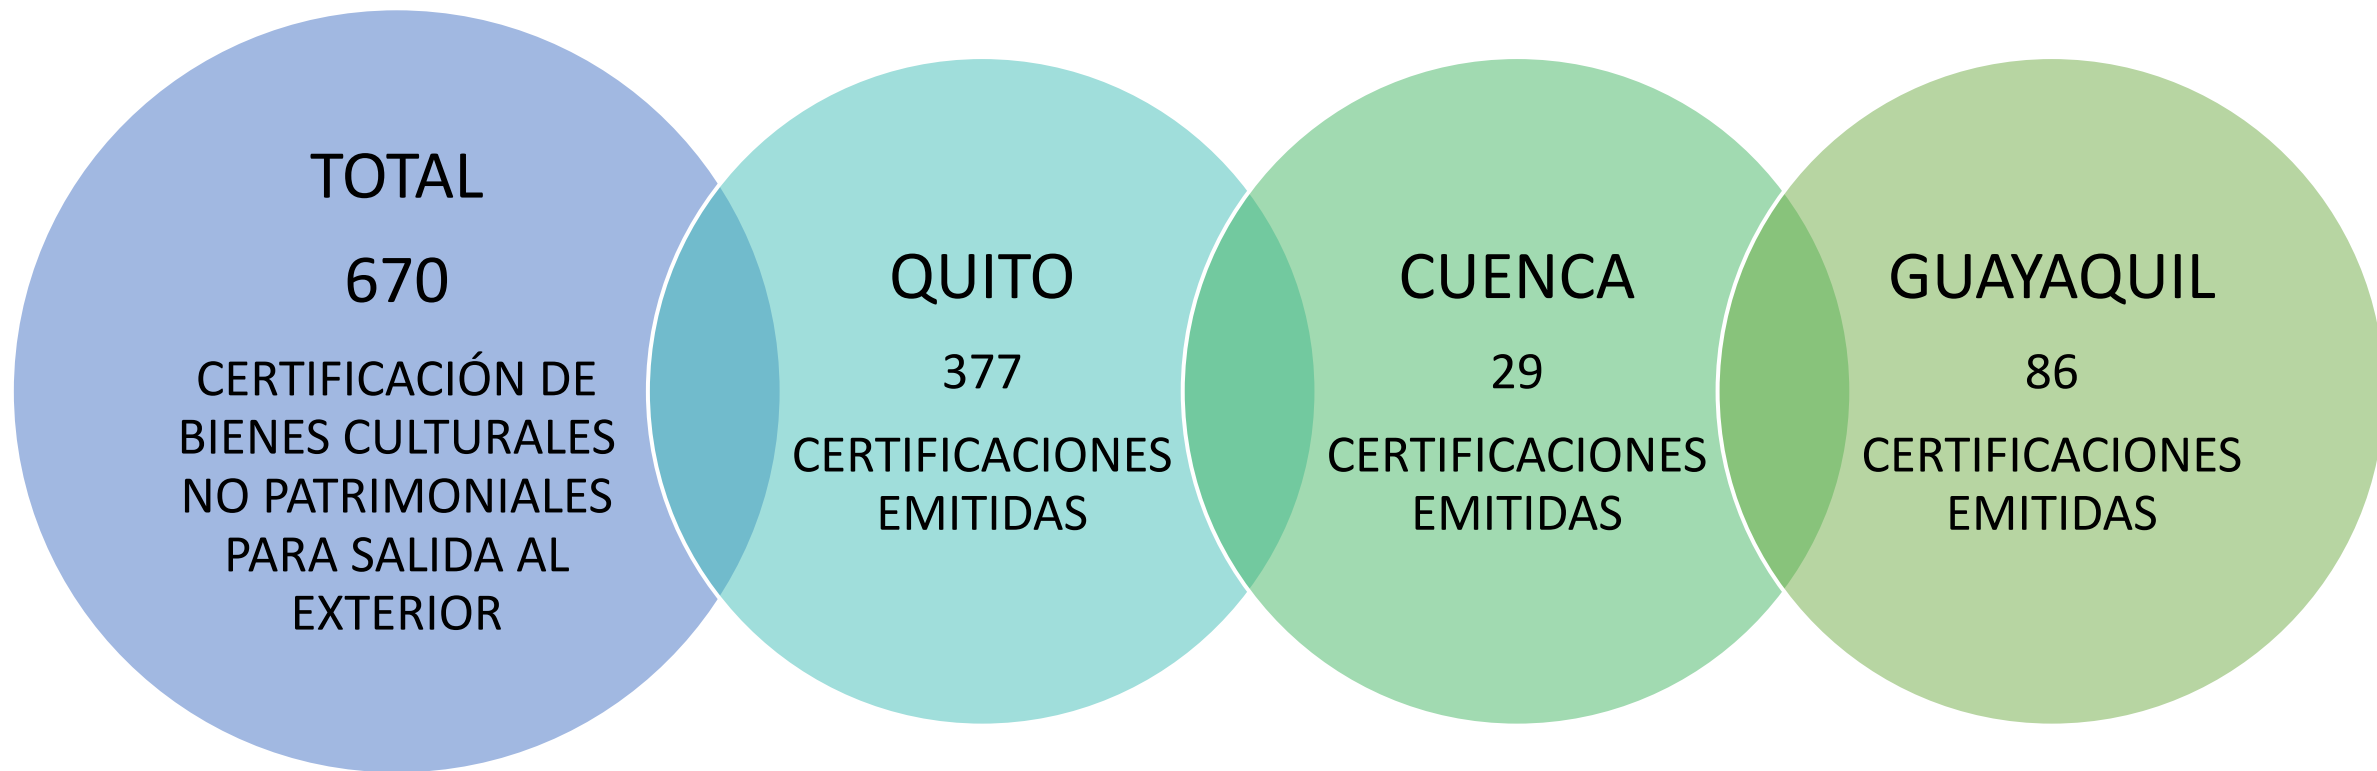 TOTAL
670
CERTIFICACIÓN DE
BIENES CULTURALES
NO PATRIMONIALES
PARA SALIDA AL
EXTERIOR
QUITO
377
CERTIFICACIONES
EMITIDAS
CUENCA
29
CERTIFICACIONES
EMITIDAS
GUAYAQUIL
86
CERTIFICACIONES
EMITIDAS